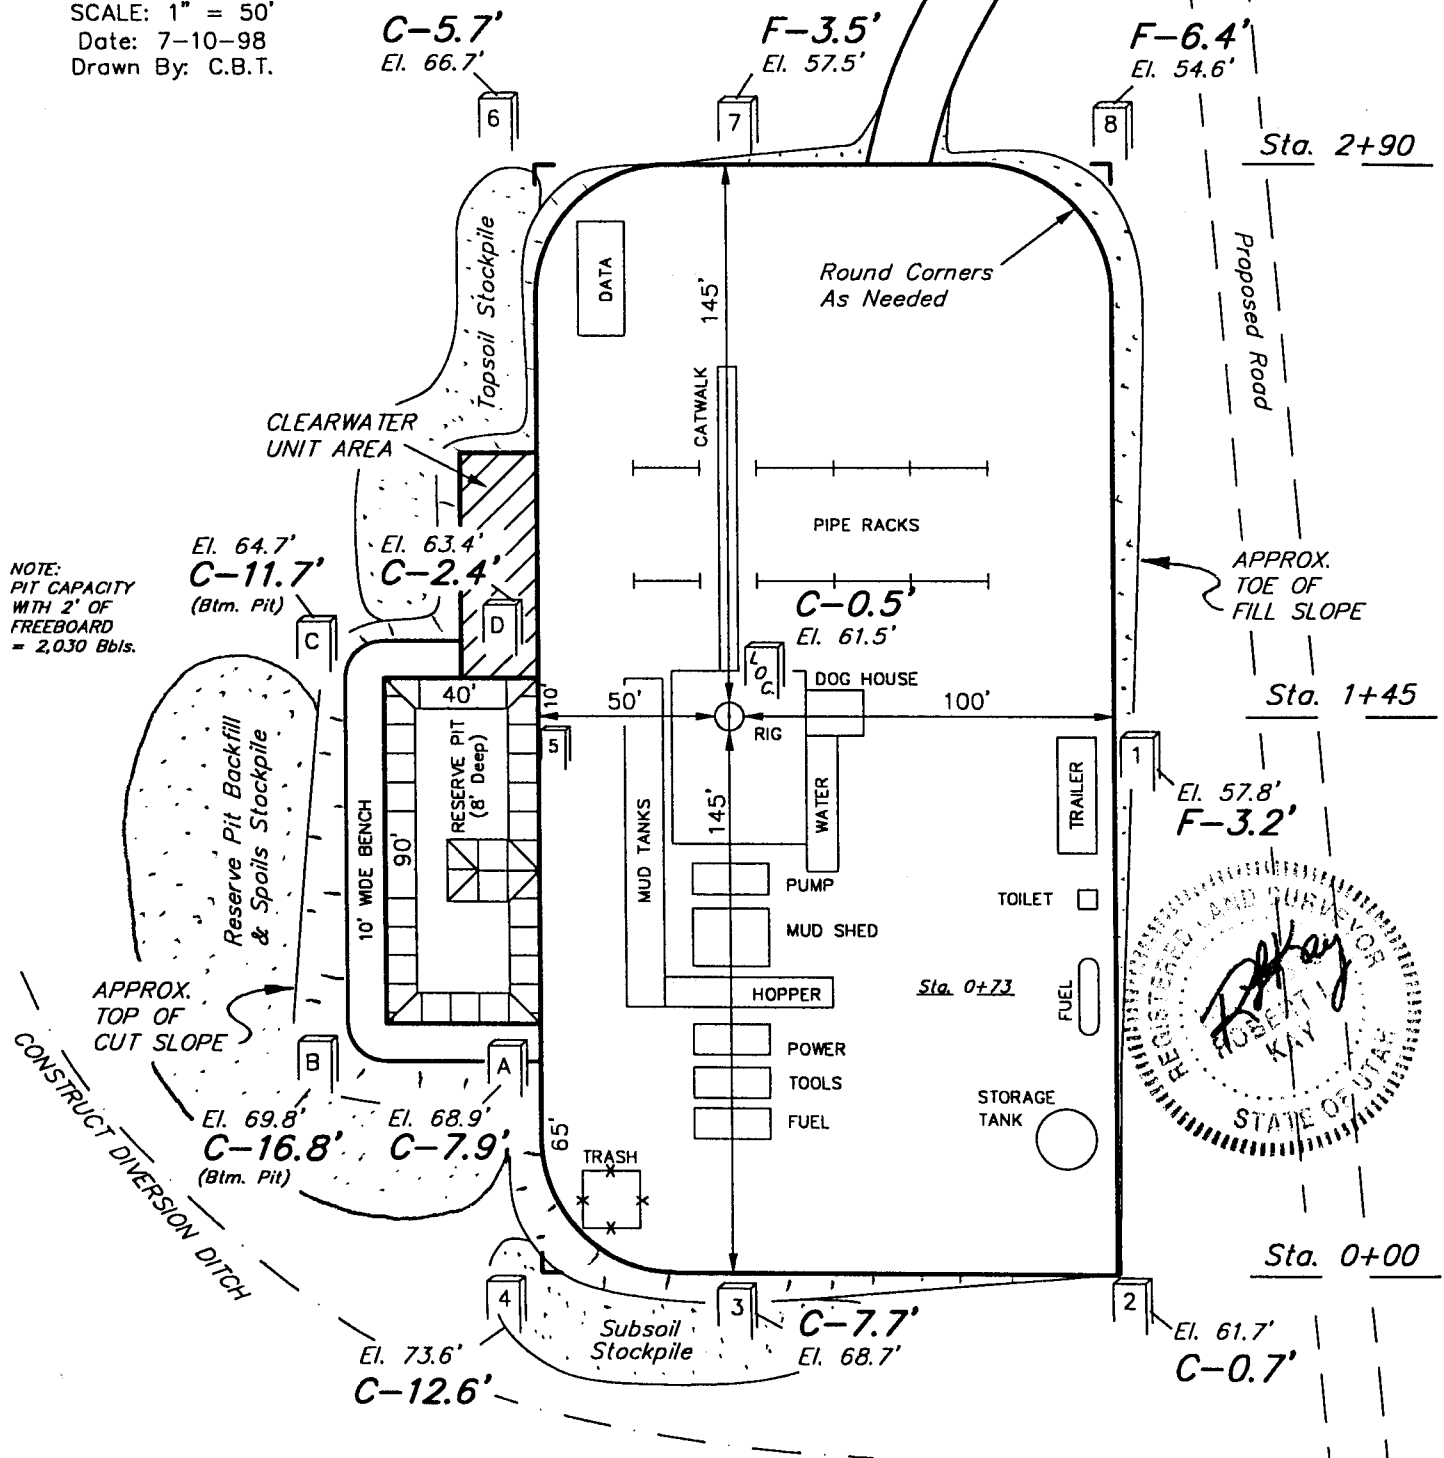 SCALE: 1" = 50'
Date: 7-10-98
Drawn By: C.B.T.
C-5.7'
El. 66.7'
F-3.5'
El. 57.5'
F-6.4'
El. 54.6'
6
7
8
Sta. 2+90
Topsoil Stockpile
DATA
145'
Round Corners
As Needed
Proposed Road
CATWALK
CLEARWATER
UNIT AREA
PIPE RACKS
El. 64.7'
C-11.7'
(Btm. Pit)
El. 63.4'
C-2.4'
NOTE:
PIT CAPACITY
WITH 2' OF
FREEBOARD
= 2,030 Bbls.
C-0.5'
El. 61.5'
APPROX.
TOE OF
FILL SLOPE
C
D
LOC.
DOG HOUSE
40'
10'
50'
100'
Sta. 1+45
RIG
5
1
Reserve Pit Backfill
& Spoils Stockpile
RESERVE PIT
(8' Deep)
10' WIDE BENCH
90'
MUD TANKS
145'
WATER
TRAILER
El. 57.8'
F-3.2'
PUMP
TOILET
MUD SHED
HOPPER
Sta. 0+73
FUEL
REGISTERED LAND SURVEYOR
ROBERT L.
KAY
STATE OF UTAH
APPROX.
TOP OF
CUT SLOPE
B
A
POWER
TOOLS
FUEL
STORAGE
TANK
El. 69.8'
C-16.8'
(Btm. Pit)
El. 68.9'
C-7.9'
65'
TRASH
CONSTRUCT DIVERSION DITCH
Sta. 0+00
4
3
2
Subsoil
Stockpile
C-7.7'
El. 68.7'
El. 61.7'
C-0.7'
El. 73.6'
C-12.6'